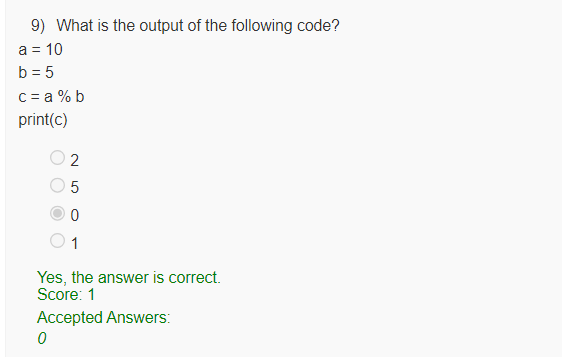 9) What is the output of the following code?
a = 10
b = 5
c = a % b
print(c)
2
5
0
1
Yes, the answer is correct.
Score: 1
Accepted Answers:
0